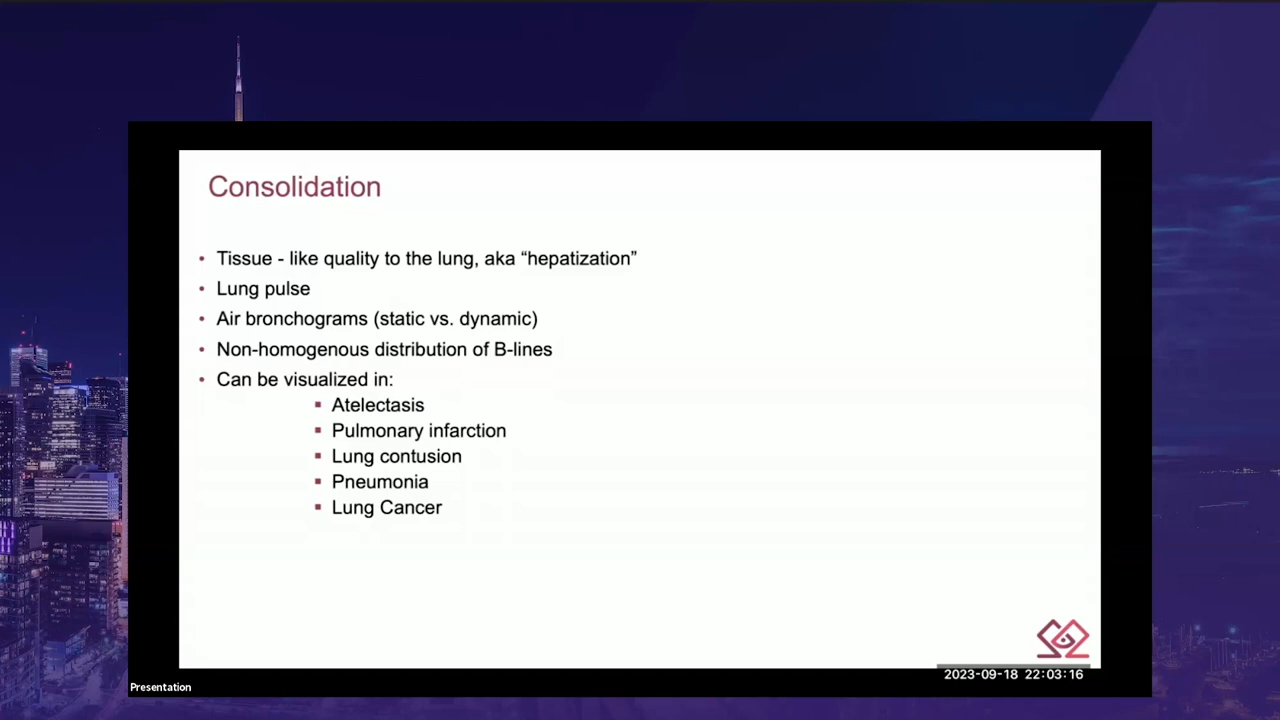 Consolidation
• Tissue - like quality to the lung, aka “hepatization”
• Lung pulse
• Air bronchograms (static vs. dynamic)
• Non-homogenous distribution of B-lines
• Can be visualized in:
▪ Atelectasis
▪ Pulmonary infarction
▪ Lung contusion
▪ Pneumonia
▪ Lung Cancer
2023-09-18 22:03:16
Presentation